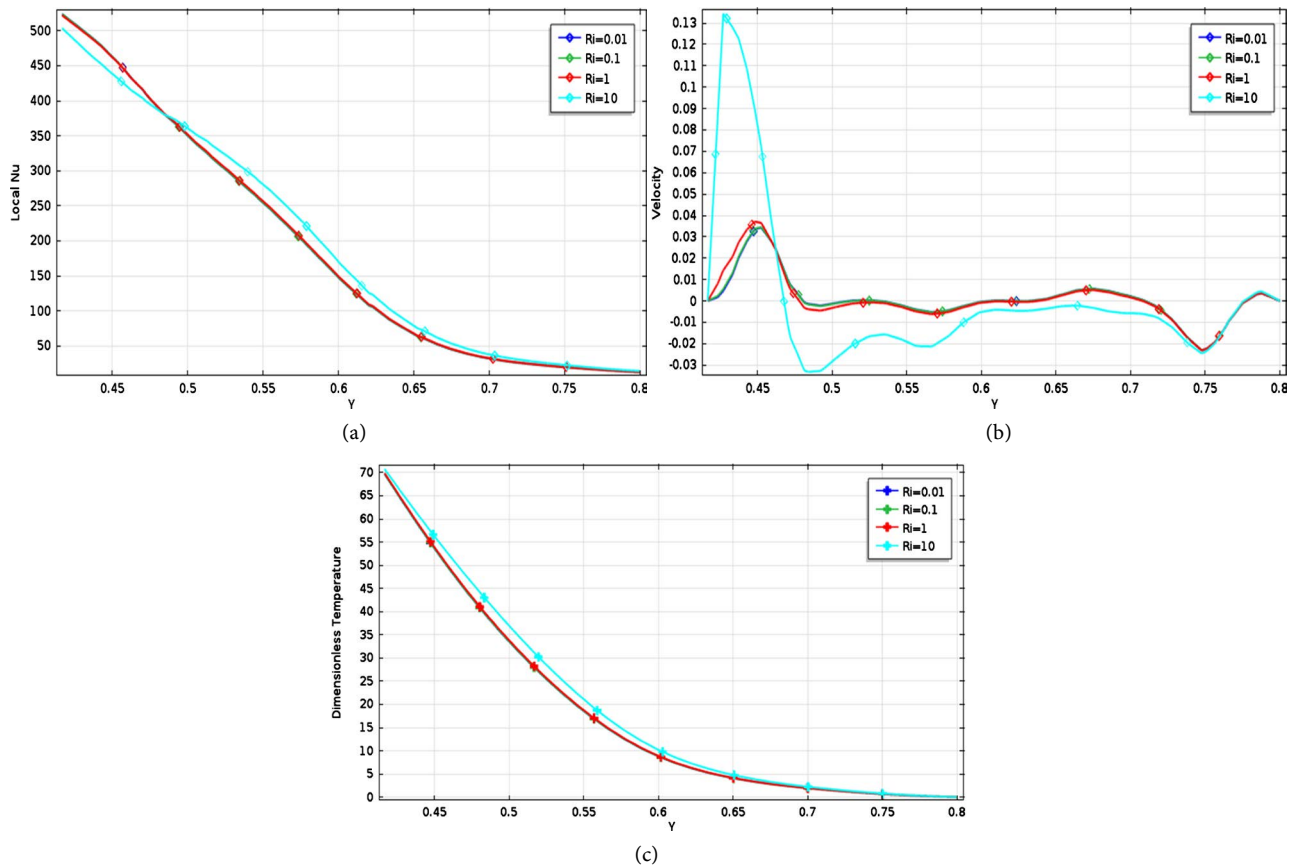 Local Nu
500
450
400
350
300
250
200
150
100
50
0.45 0.5 0.55 0.6 0.65 0.7 0.75 0.8
Y
Ri=0.01
Ri=0.1
Ri=1
Ri=10
(a)
Velocity
0.13
0.12
0.11
0.1
0.09
0.08
0.07
0.06
0.05
0.04
0.03
0.02
0.01
0
-0.01
-0.02
-0.03
0.45 0.5 0.55 0.6 0.65 0.7 0.75 0.8
Y
Ri=0.01
Ri=0.1
Ri=1
Ri=10
(b)
Dimensionless Temperature
70
65
60
55
50
45
40
35
30
25
20
15
10
5
0
0.45 0.5 0.55 0.6 0.65 0.7 0.75 0.8
Y
Ri=0.01
Ri=0.1
Ri=1
Ri=10
(c)